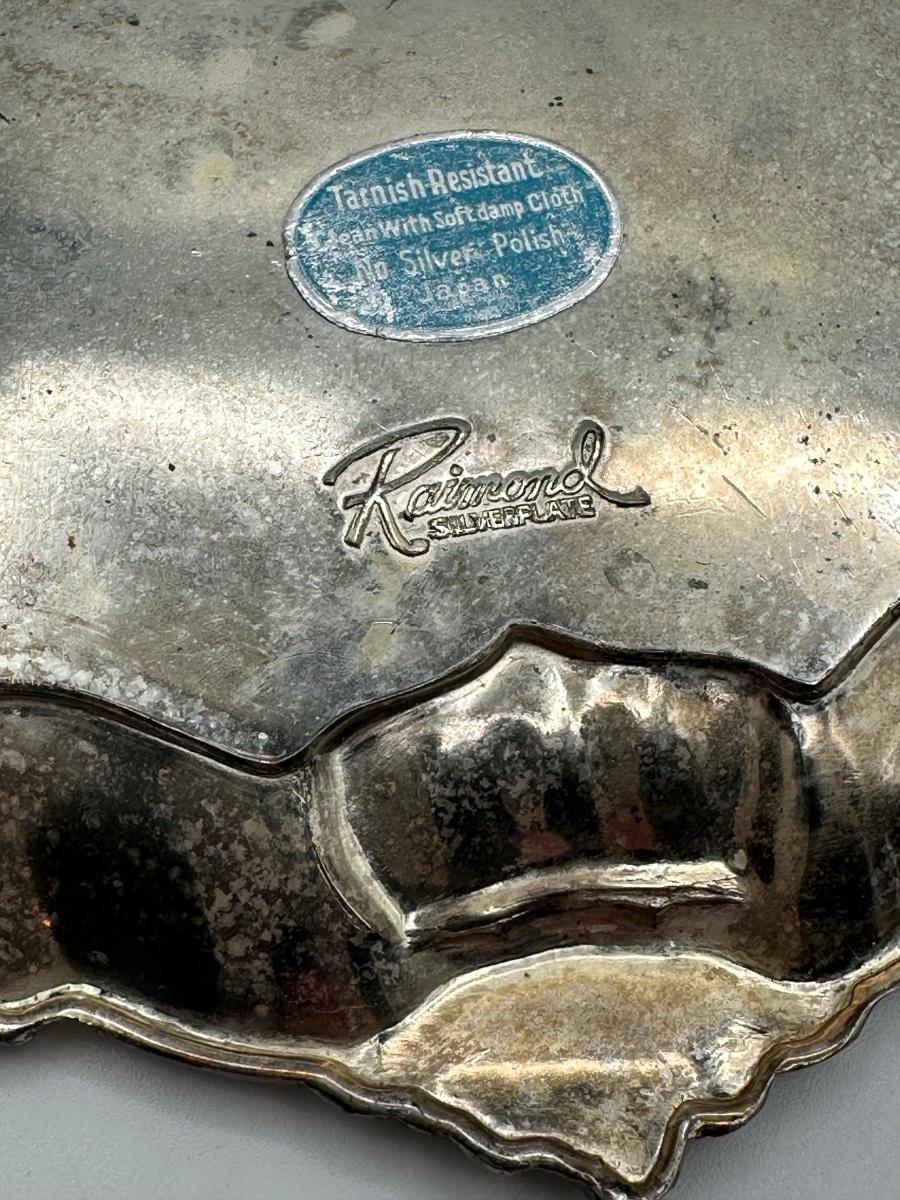 Tarnish-Resistant
Clean With Soft damp Cloth
No Silver Polish
Japan
Raimond
SILVERPLATE